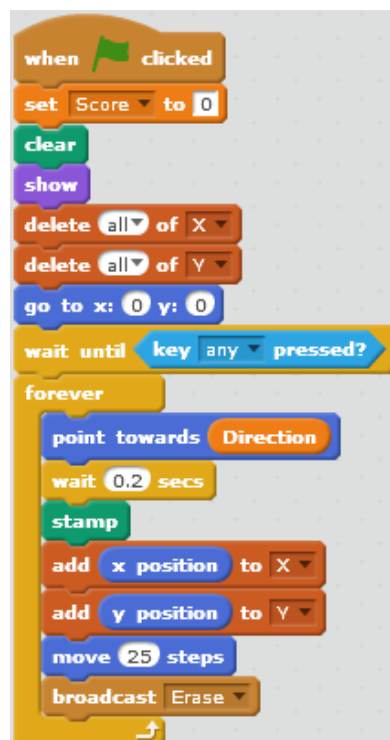 when clicked
set Score to 0
clear
show
delete all of X
delete all of Y
go to x: 0 y: 0
wait until key any pressed?
forever
point towards Direction
wait 0.2 secs
stamp
add x position to X
add y position to Y
move 25 steps
broadcast Erase